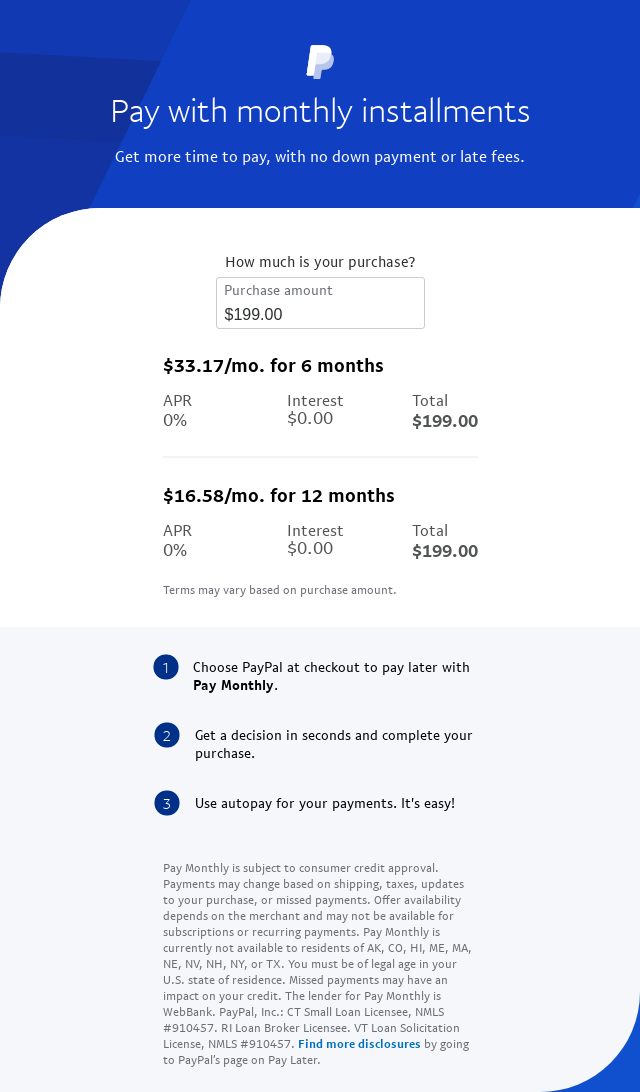 Pay with monthly installments
Get more time to pay, with no down payment or late fees.
How much is your purchase?
Purchase amount
$199.00
$33.17/mo. for 6 months
APR Interest Total
0% $0.00 $199.00
$16.58/mo. for 12 months
APR Interest Total
0% $0.00 $199.00
Terms may vary based on purchase amount.
1 Choose PayPal at checkout to pay later with
Pay Monthly.
2 Get a decision in seconds and complete your
purchase.
3 Use autopay for your payments. It's easy!
Pay Monthly is subject to consumer credit approval.
Payments may change based on shipping, taxes, updates
to your purchase, or missed payments. Offer availability
depends on the merchant and may not be available for
subscriptions or recurring payments. Pay Monthly is
currently not available to residents of AK, CO, HI, ME, MA,
NE, NV, NH, NY, or TX. You must be of legal age in your
U.S. state of residence. Missed payments may have an
impact on your credit. The lender for Pay Monthly is
WebBank. PayPal, Inc.: CT Small Loan Licensee, NMLS
#910457. RI Loan Broker Licensee. VT Loan Solicitation
License, NMLS #910457. Find more disclosures by going
to PayPal's page on Pay Later.